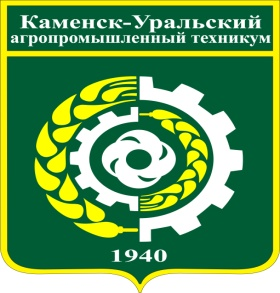 Каменск-Уральский
агропромышленный техникум
1940